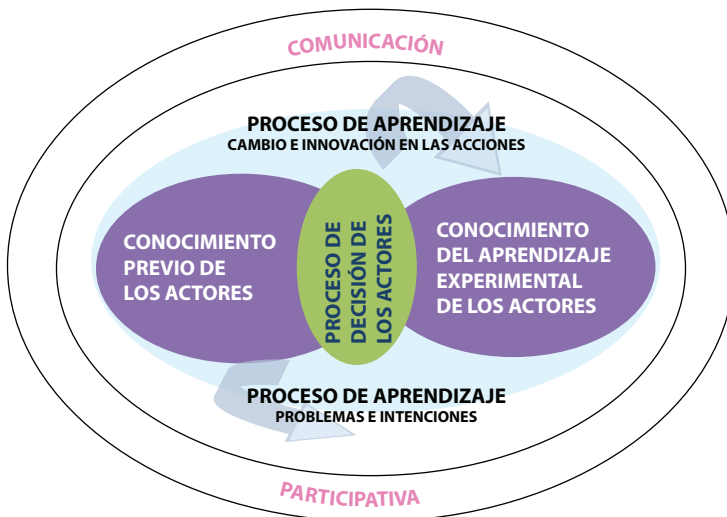 COMUNICACIÓN
PROCESO DE APRENDIZAJE
CAMBIO E INNOVACIÓN EN LAS ACCIONES
CONOCIMIENTO
PREVIO DE
LOS ACTORES
PROCESO DE
DECISIÓN DE
LOS ACTORES
CONOCIMIENTO
DEL APRENDIZAJE
EXPERIMENTAL
DE LOS ACTORES
PROCESO DE APRENDIZAJE
PROBLEMAS E INTENCIONES
PARTICIPATIVA